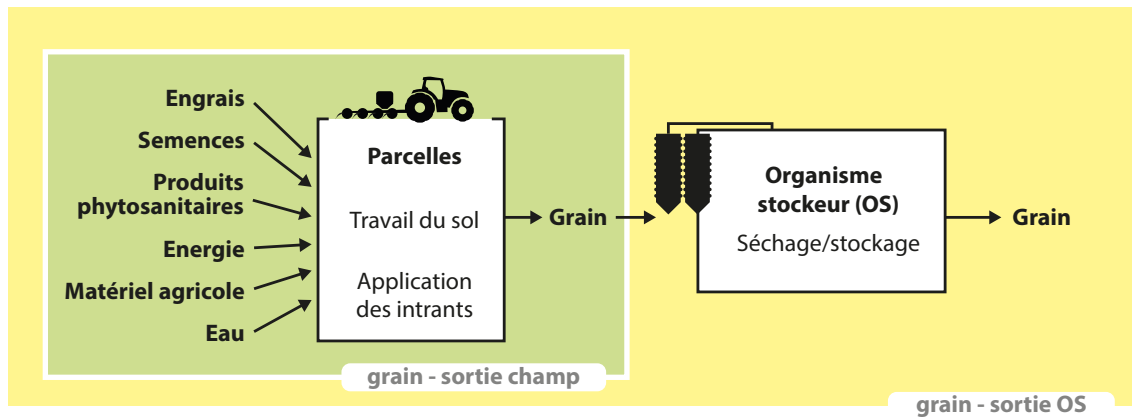 Engrais
Semences
Produits
phytosanitaires
Energie
Matériel agricole
Eau
Parcelles
Travail du sol
Application
des intrants
Grain
grain - sortie champ
Organisme
stockeur (OS)
Séchage/stockage
Grain
grain - sortie OS